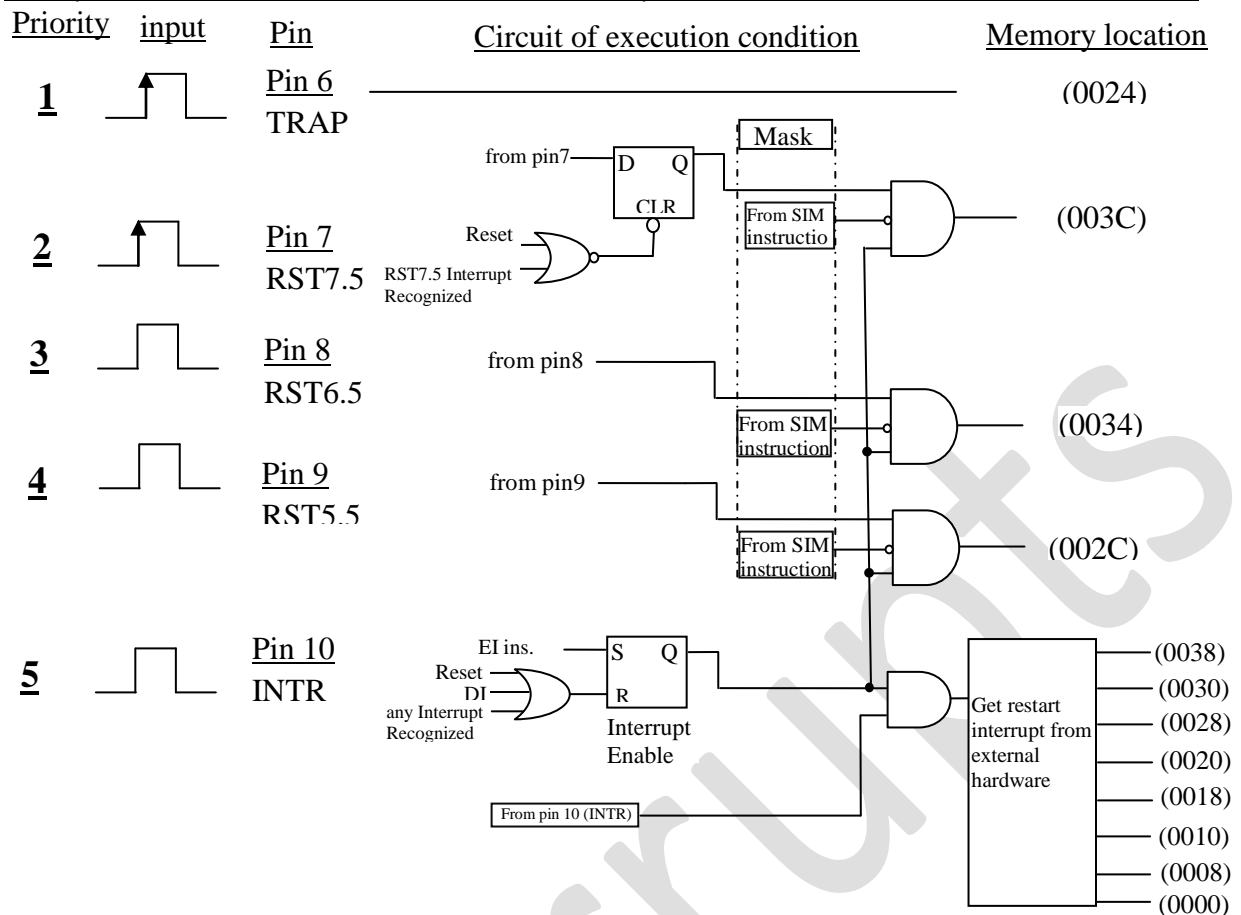 Priority input Pin Circuit of execution condition Memory location
1 Pin 6 (0024)
TRAP
Mask
from pin7 D Q
CLR
From SIM
instructio
(003C)
2 Pin 7
RST7.5
Reset
RST7.5 Interrupt
Recognized
3 Pin 8
RST6.5
from pin8
From SIM
instruction
(0034)
4 Pin 9
RST5.5
from pin9
From SIM
instruction
(002C)
5 Pin 10
INTR
EI ins. S Q
Reset
DI R
any Interrupt
Recognized
Interrupt
Enable
From pin 10 (INTR)
Get restart
interrupt from
external
hardware
(0038)
(0030)
(0028)
(0020)
(0018)
(0010)
(0008)
(0000)